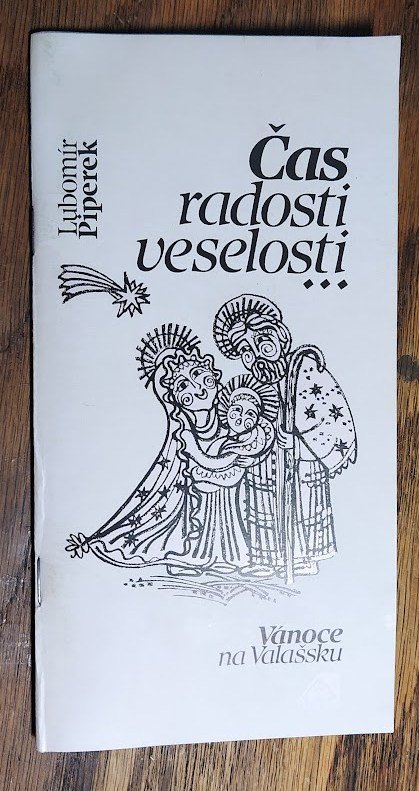 Lubomír
Piperek
Čas
radosti
veselosti...
Vánoce
na Valašsku